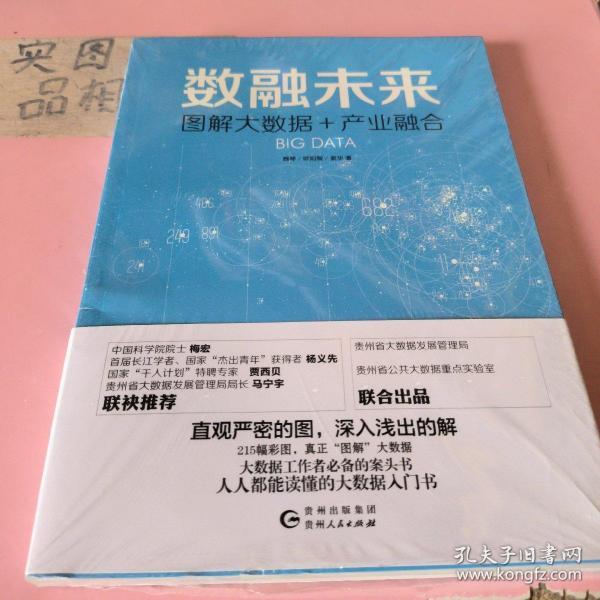 实图
品相
数融未来
图解大数据+产业融合
BIG DATA
中国科学院院士 梅宏
首届长江学者、国家“杰出青年”获得者 杨义先
国家“千人计划”特聘专家 贾西贝
贵州省大数据发展管理局局长 马宁宇
联袂推荐
贵州省大数据发展管理局
贵州省公共大数据重点实验室
联合出品
直观严密的图，深入浅出的解
215幅彩图，真正“图解”大数据
大数据工作者必备的案头书
人人都能读懂的大数据入门书
贵州出版集团
贵州人民出版社
682
249
24
孔夫子旧书网
www.kongfz.com